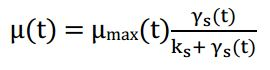 μ(t) = μmax(t) γs(t) / ks+ γs(t)